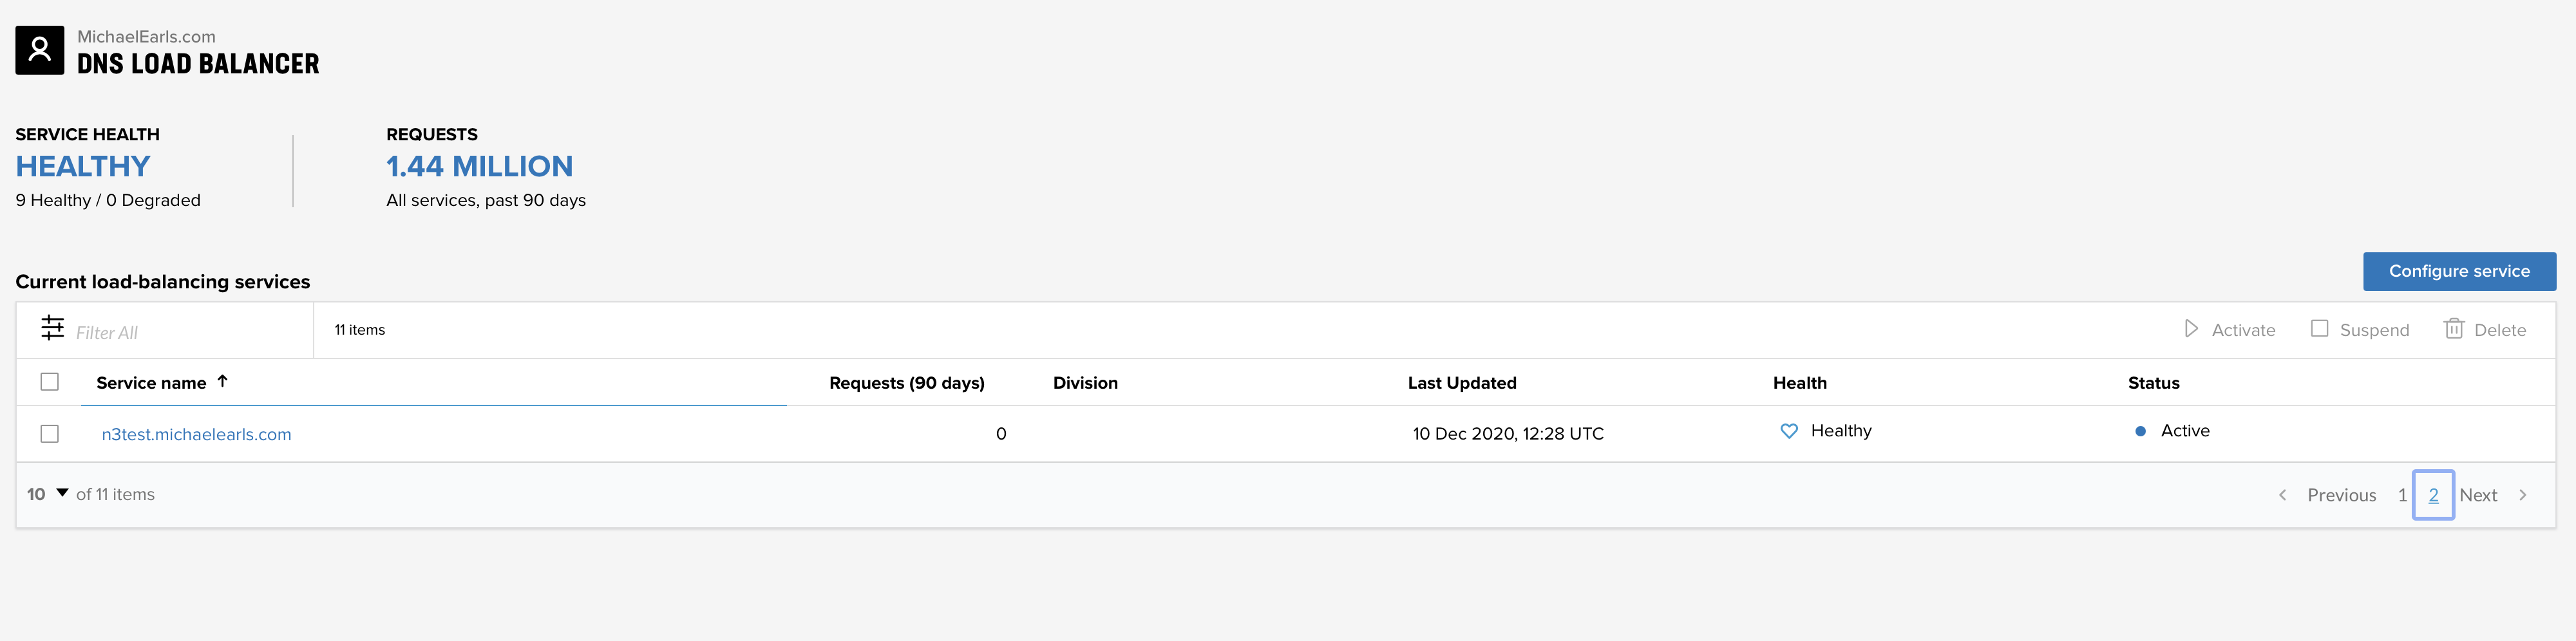 MichaelEarls.com
DNS LOAD BALANCER
SERVICE HEALTH
HEALTHY
9 Healthy / 0 Degraded
REQUESTS
1.44 MILLION
All services, past 90 days
Current load-balancing services
Configure service
Filter All
11 items
Activate
Suspend
Delete
Service name Requests (90 days) Division Last Updated Health Status
n3test.michaelearls.com 0 10 Dec 2020, 12:28 UTC Healthy Active
10 of 11 items
Previous 1 2 Next